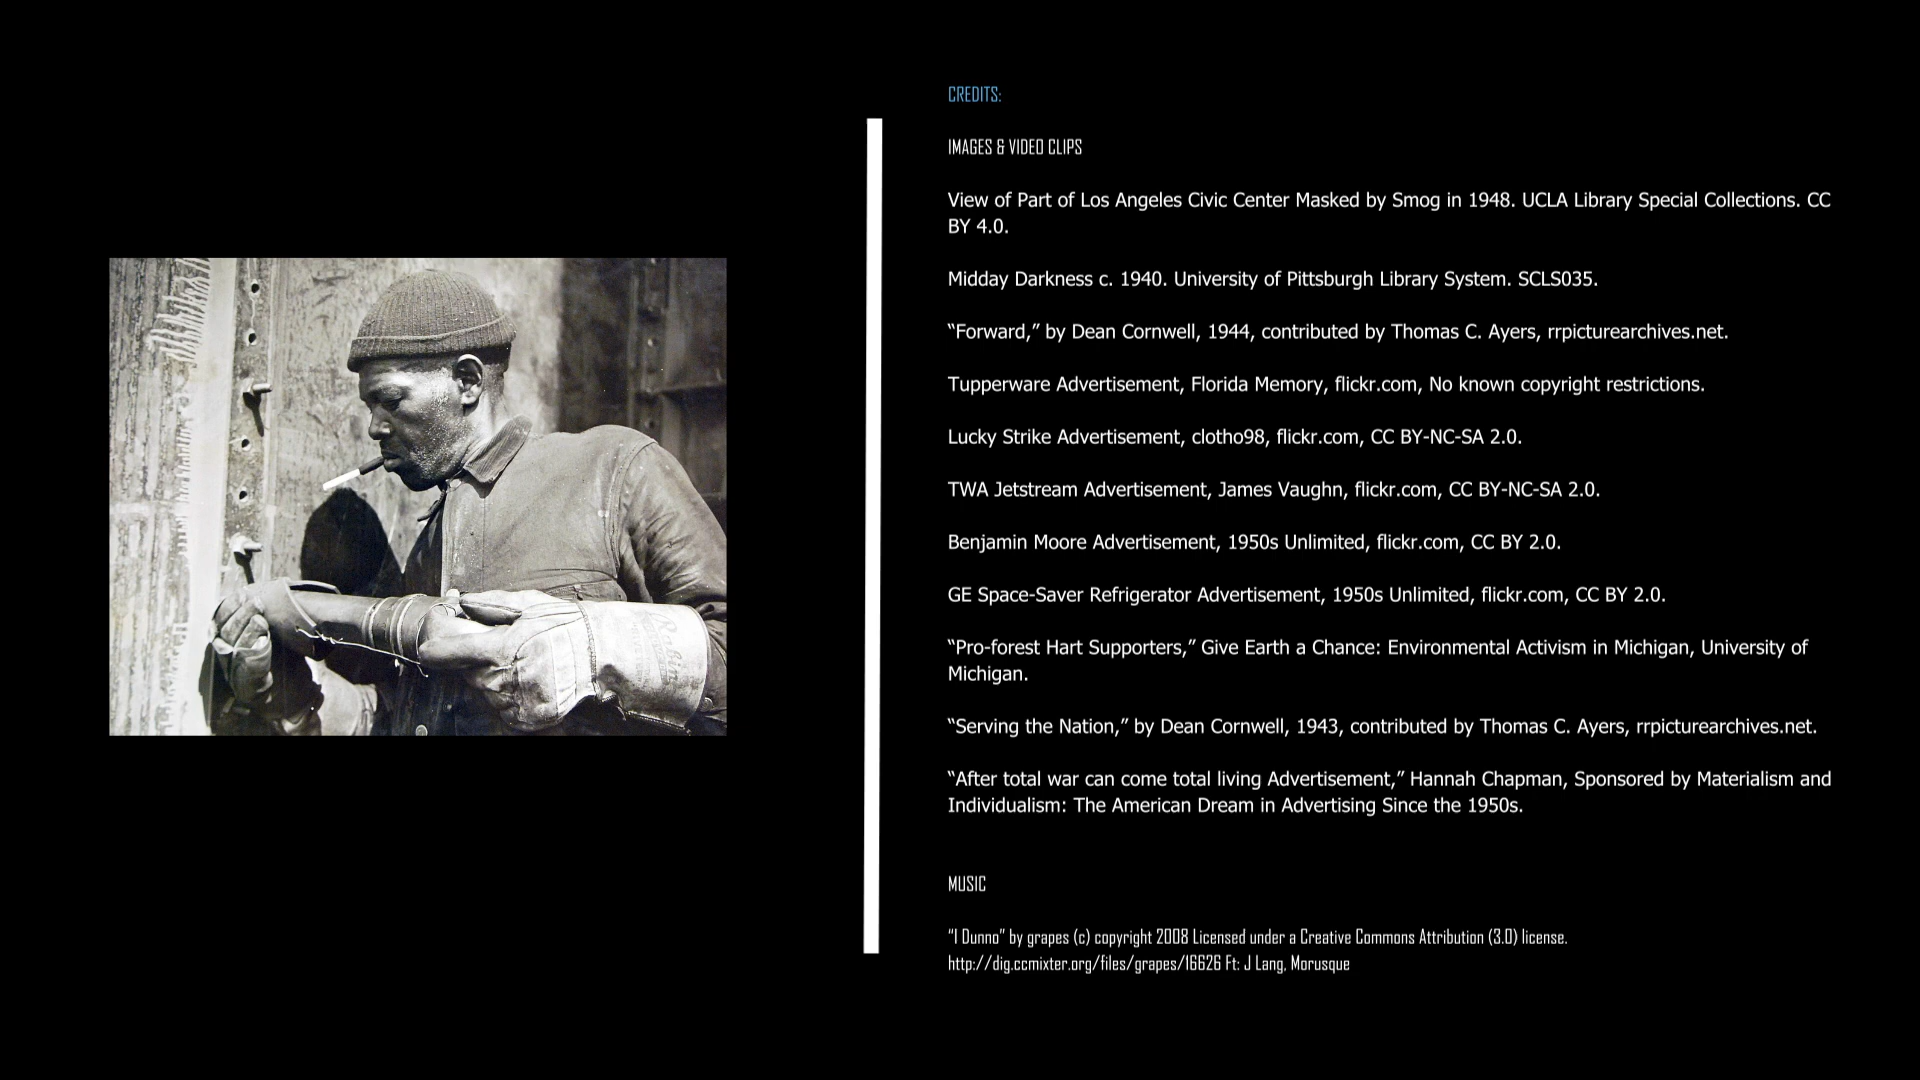 CREDITS:
IMAGES & VIDEO CLIPS
View of Part of Los Angeles Civic Center Masked by Smog in 1948. UCLA Library Special Collections. CC
BY 4.0.
Midday Darkness c. 1940. University of Pittsburgh Library System. SCLS035.
“Forward,” by Dean Cornwell, 1944, contributed by Thomas C. Ayers, rrpicturearchives.net.
Tupperware Advertisement, Florida Memory, flickr.com, No known copyright restrictions.
Lucky Strike Advertisement, clotho98, flickr.com, CC BY-NC-SA 2.0.
TWA Jetstream Advertisement, James Vaughn, flickr.com, CC BY-NC-SA 2.0.
Benjamin Moore Advertisement, 1950s Unlimited, flickr.com, CC BY 2.0.
GE Space-Saver Refrigerator Advertisement, 1950s Unlimited, flickr.com, CC BY 2.0.
“Pro-forest Hart Supporters,” Give Earth a Chance: Environmental Activism in Michigan, University of
Michigan.
“Serving the Nation,” by Dean Cornwell, 1943, contributed by Thomas C. Ayers, rrpicturearchives.net.
“After total war can come total living Advertisement,” Hannah Chapman, Sponsored by Materialism and
Individualism: The American Dream in Advertising Since the 1950s.
MUSIC
“I Dunno” by grapes (c) copyright 2008 Licensed under a Creative Commons Attribution (3.0) license.
http://dig.ccmixter.org/files/grapes/16626 Ft: J Lang, Morusque